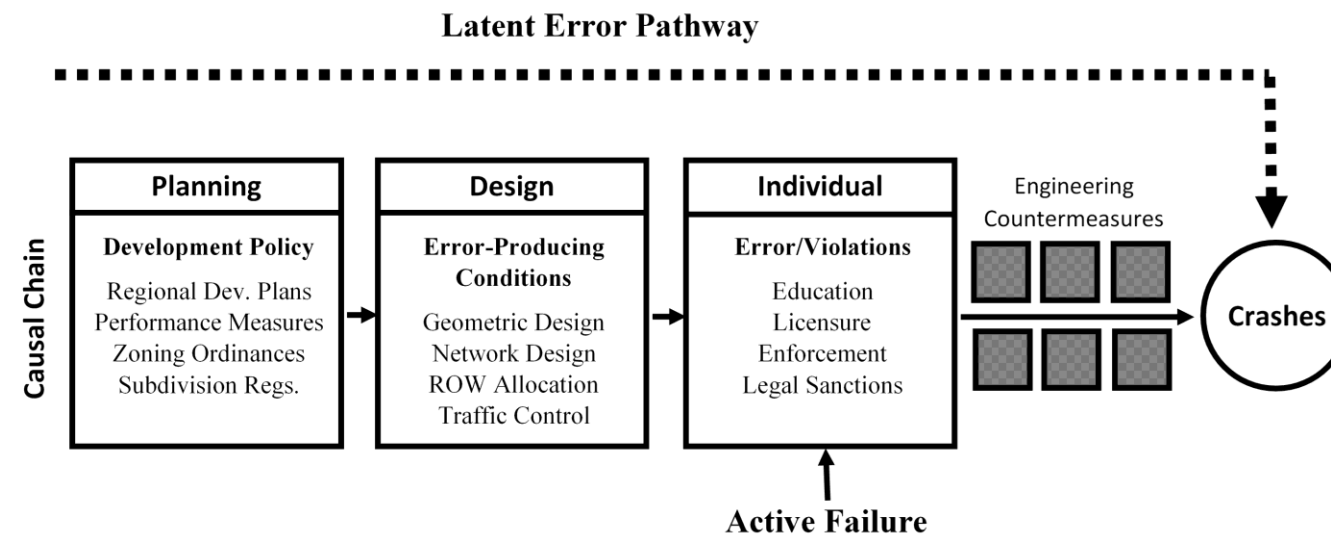 Latent Error Pathway
Causal Chain
Planning
Development Policy
Regional Dev. Plans
Performance Measures
Zoning Ordinances
Subdivision Regs.
Design
Error-Producing
Conditions
Geometric Design
Network Design
ROW Allocation
Traffic Control
Individual
Error/Violations
Education
Licensure
Enforcement
Legal Sanctions
Engineering
Countermeasures
Crashes
Active Failure